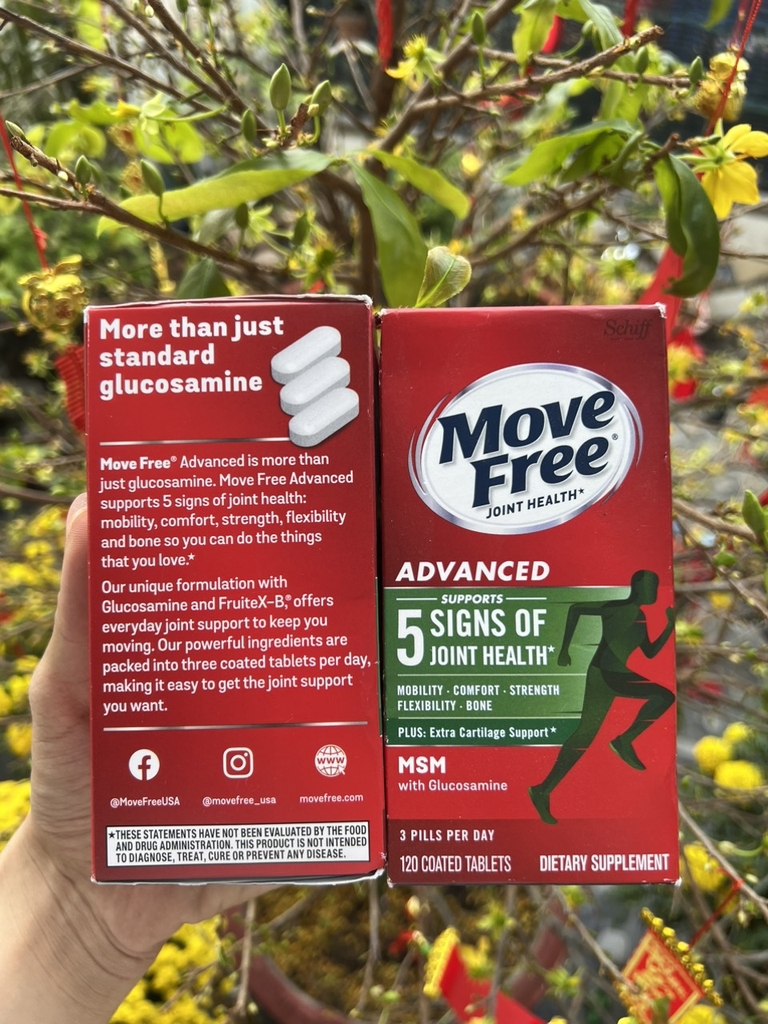 More than just
standard
glucosamine
Move Free® Advanced is more than
just glucosamine. Move Free Advanced
supports 5 signs of joint health:
mobility, comfort, strength, flexibility
and bone so you can do the things
that you love.*
Our unique formulation with
Glucosamine and FruiteX-B,® offers
everyday joint support to keep you
moving. Our powerful ingredients are
packed into three coated tablets per day,
making it easy to get the joint support
you want.
WWW
@MoveFreeUSA @movefree_usa movefree.com
*THESE STATEMENTS HAVE NOT BEEN EVALUATED BY THE FOOD
AND DRUG ADMINISTRATION. THIS PRODUCT IS NOT INTENDED
TO DIAGNOSE, TREAT, CURE OR PREVENT ANY DISEASE.
Schiff
Move
Free®
JOINT HEALTH*
ADVANCED
SUPPORTS
5 SIGNS OF
JOINT HEALTH*
MOBILITY · COMFORT · STRENGTH
FLEXIBILITY · BONE
PLUS: Extra Cartilage Support*
MSM
with Glucosamine
3 PILLS PER DAY
120 COATED TABLETS DIETARY SUPPLEMENT